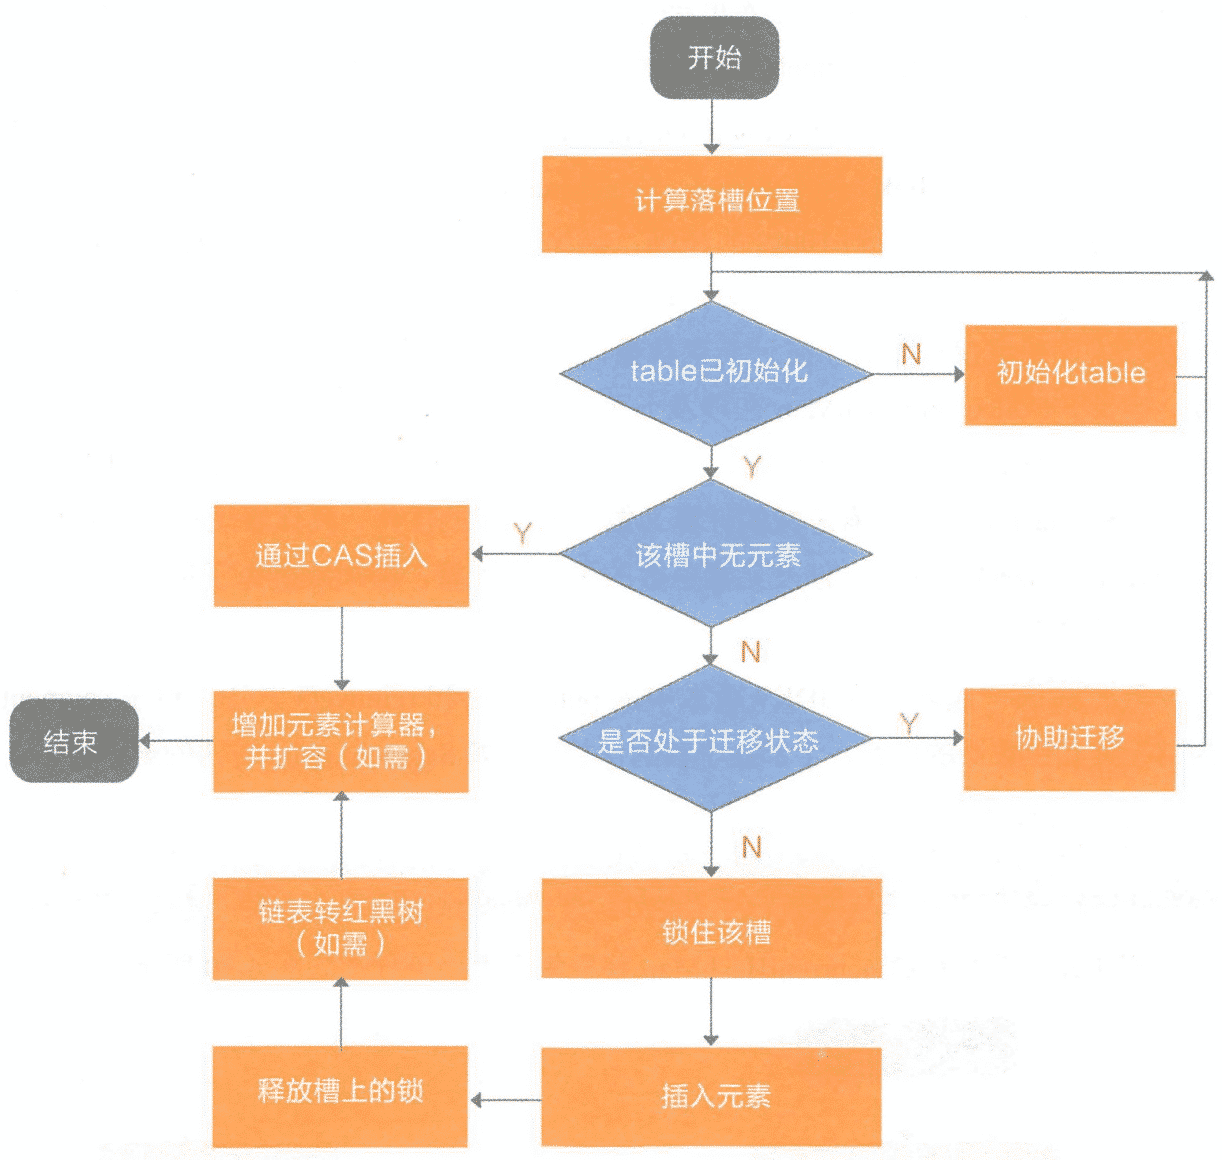 开始
计算落槽位置
table已初始化
N
初始化table
Y
该槽中无元素
Y
通过CAS插入
N
是否处于迁移状态
Y
协助迁移
增加元素计算器，
并扩容（如需）
结束
N
锁住该槽
链表转红黑树
（如需）
插入元素
释放槽上的锁